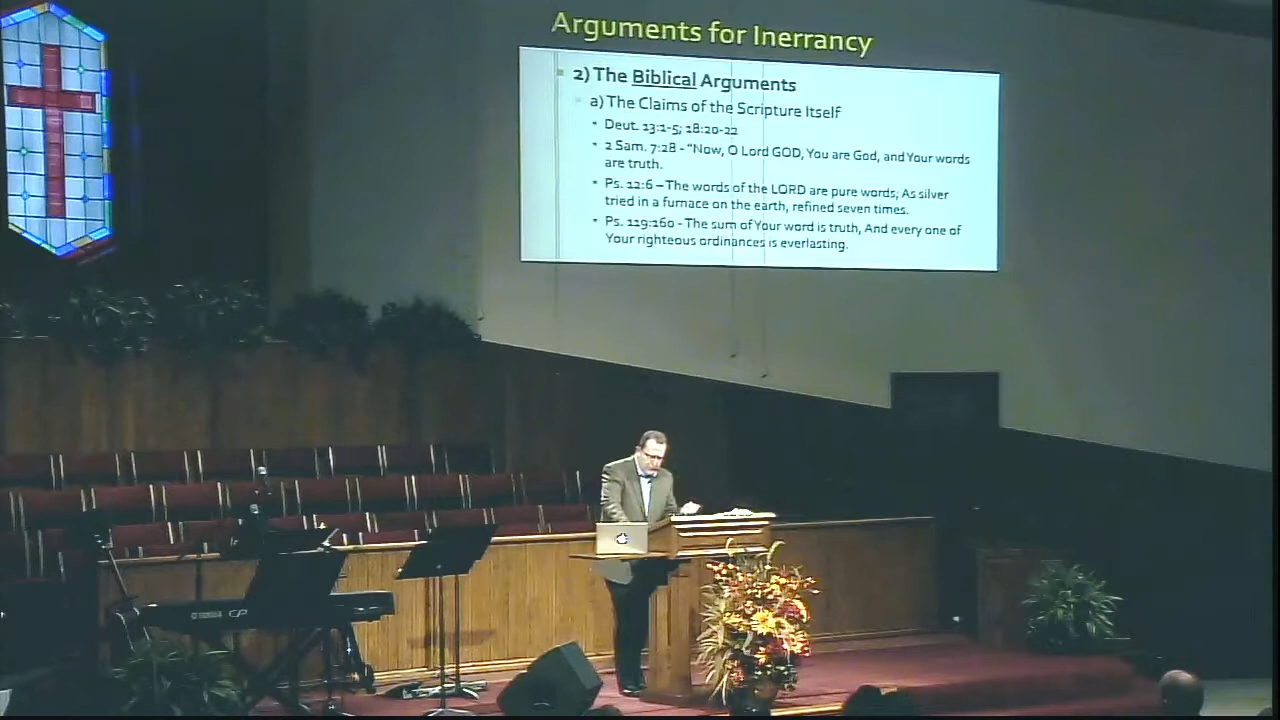 Arguments for Inerrancy
2) The Biblical Arguments
a) The Claims of the Scripture Itself
Deut. 13:1-5; 18:20-22
2 Sam. 7:28 - "Now, O Lord GOD, You are God, and Your words
are truth.
Ps. 12:6 – The words of the LORD are pure words; As silver
tried in a furnace on the earth, refined seven times.
Ps. 119:160 - The sum of Your word is truth, And every one of
Your righteous ordinances is everlasting.
YAMAHA CP